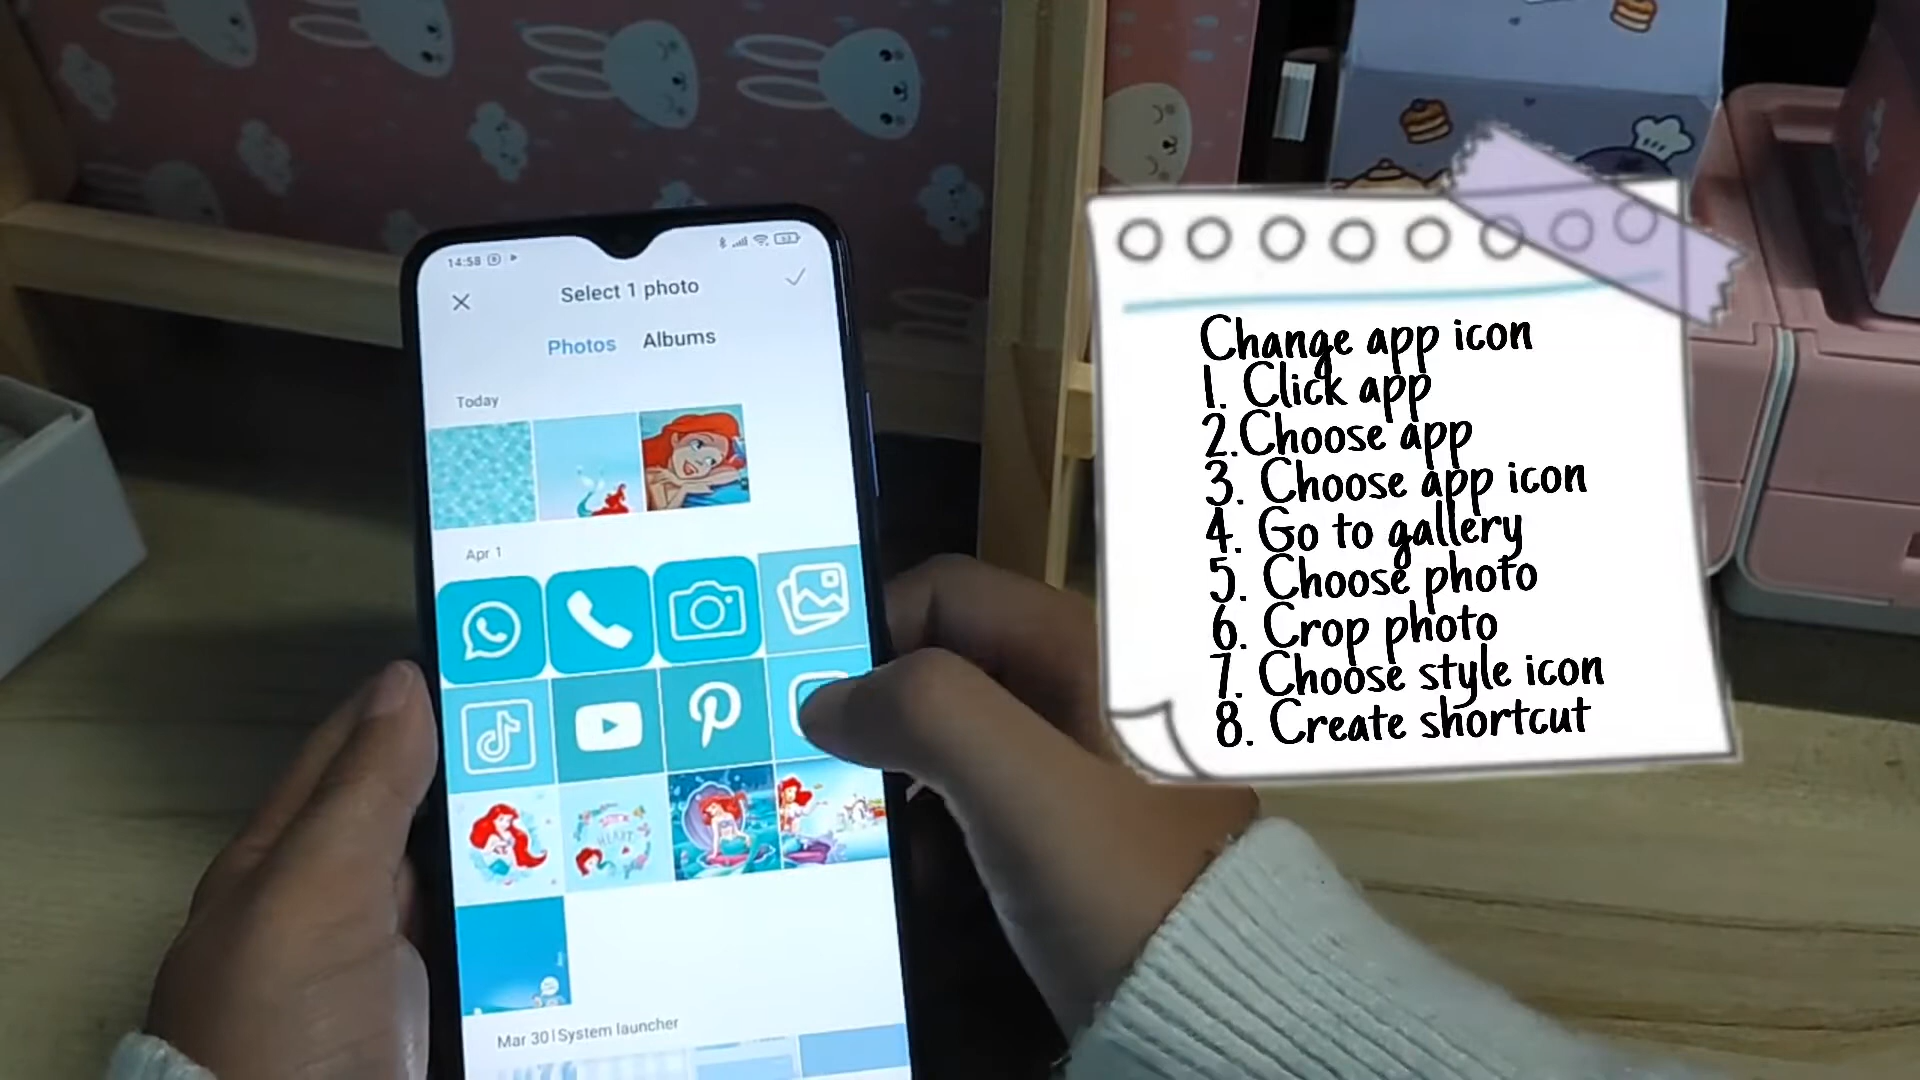 14:58
Select 1 photo
Photos Albums
Today
Apr 1
Mar 30 | System launcher
Change app icon
1. Click app
2.Choose app
3. Choose app icon
4. Go to gallery
5. Choose photo
6. Crop photo
7. Choose style icon
8. Create shortcut